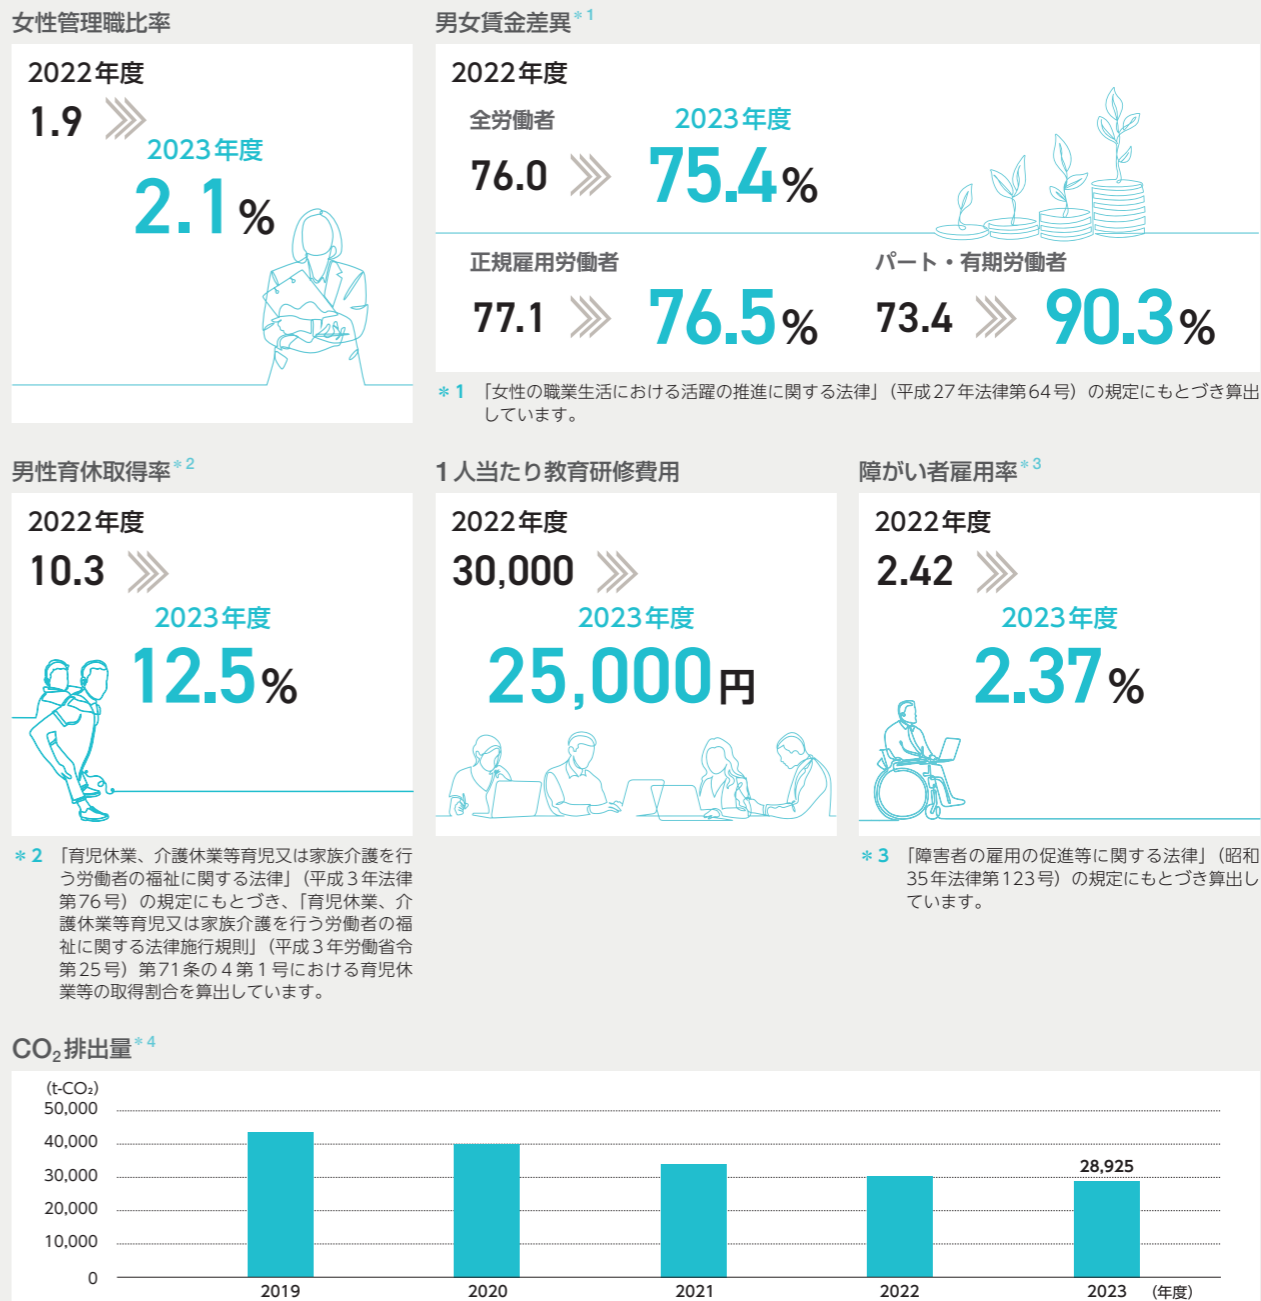 女性管理職比率
2022年度
1.9
2023年度
2.1%
男女賃金差異*1
2022年度
全労働者
2023年度
76.0
75.4%
正規雇用労働者
77.1
76.5%
パート・有期労働者
73.4
90.3%
*1 「女性の職業生活における活躍の推進に関する法律」（平成27年法律第64号）の規定にもとづき算出
しています。
男性育休取得率*2
2022年度
10.3
2023年度
12.5%
1人当たり教育研修費用
2022年度
30,000
2023年度
25,000円
障がい者雇用率*3
2022年度
2.42
2023年度
2.37%
*2 「育児休業、介護休業等育児又は家族介護を行
う労働者の福祉に関する法律」（平成3年法律
第76号）の規定にもとづき、「育児休業、介
護休業等育児又は家族介護を行う労働者の福
祉に関する法律施行規則」（平成3年労働省令
第25号）第71条の4第1号における育児休
業等の取得割合を算出しています。
*3 「障害者の雇用の促進等に関する法律」（昭和
35年法律第123号）の規定にもとづき算出し
ています。
CO₂排出量*4
(t-CO₂)
50,000
40,000
30,000
20,000
10,000
0
28,925
2019 2020 2021 2022 2023 (年度)